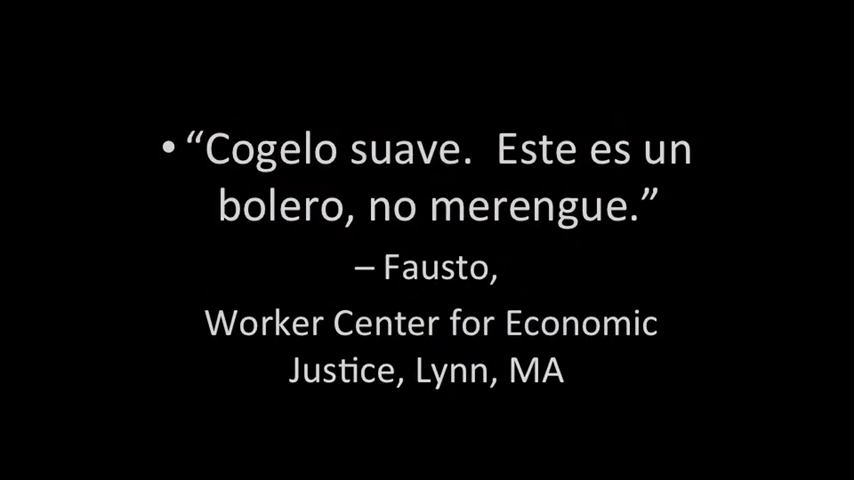 • “Cogelo suave.  Este es un
bolero, no merengue.”
– Fausto,
Worker Center for Economic
Justice, Lynn, MA